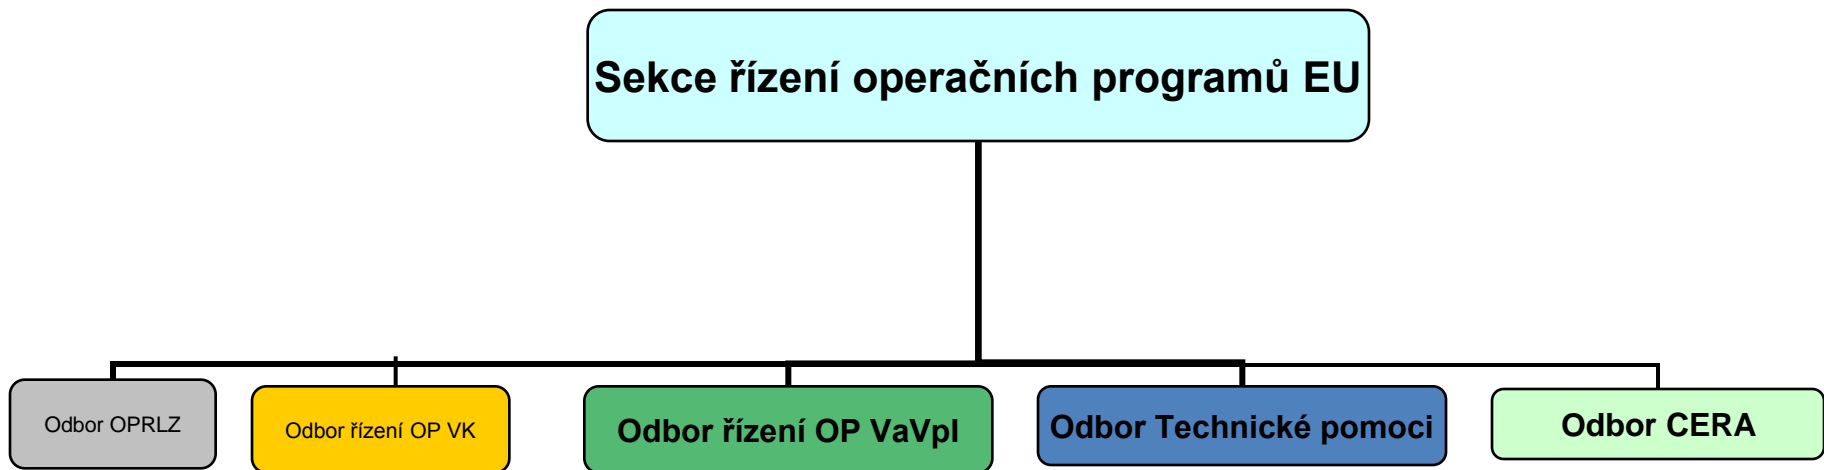 Sekce řízení operačních programů EU
Odbor OPRLZ
Odbor řízení OP VK
Odbor řízení OP VaVpI
Odbor Technické pomoci
Odbor CERA